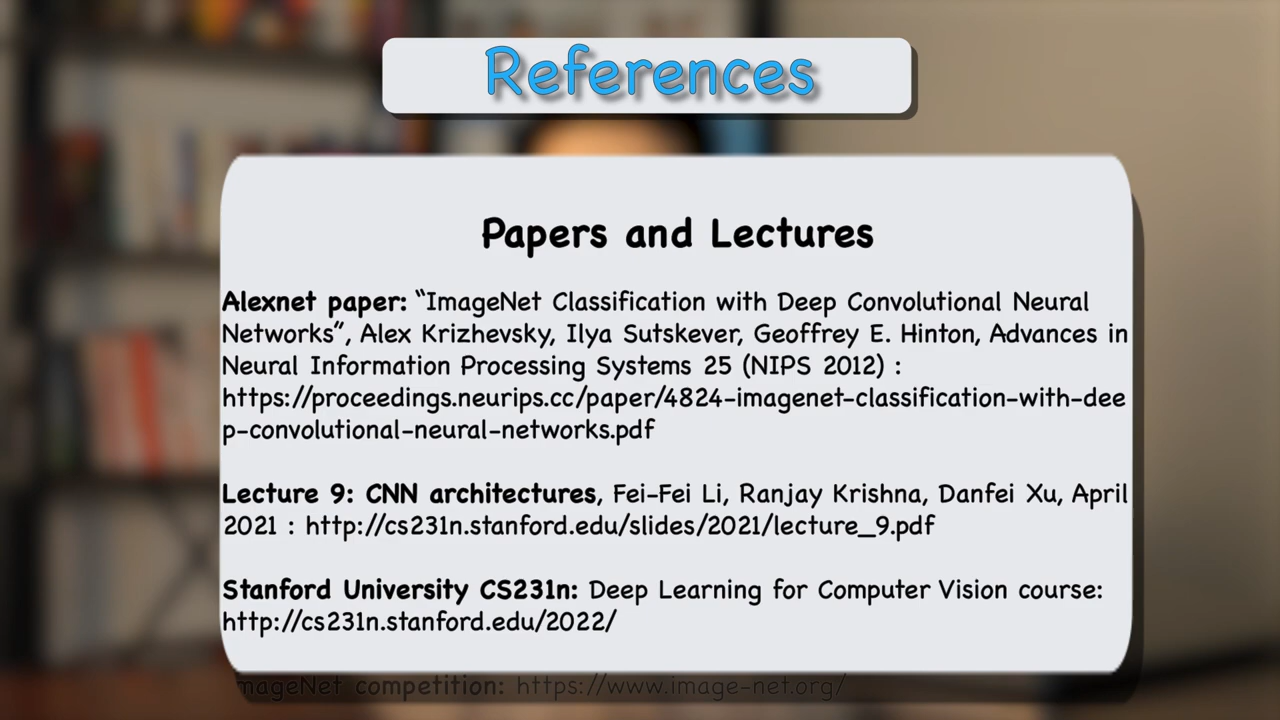 References
Papers and Lectures
Alexnet paper: “ImageNet Classification with Deep Convolutional Neural
Networks”, Alex Krizhevsky, Ilya Sutskever, Geoffrey E. Hinton, Advances in
Neural Information Processing Systems 25 (NIPS 2012) :
https://proceedings.neurips.cc/paper/4824-imagenet-classification-with-dee
p-convolutional-neural-networks.pdf
Lecture 9: CNN architectures, Fei-Fei Li, Ranjay Krishna, Danfei Xu, April
2021 : http://cs231n.stanford.edu/slides/2021/lecture_9.pdf
Stanford University CS231n: Deep Learning for Computer Vision course:
http://cs231n.stanford.edu/2022/
ImageNet competition: https://www.image-net.org/